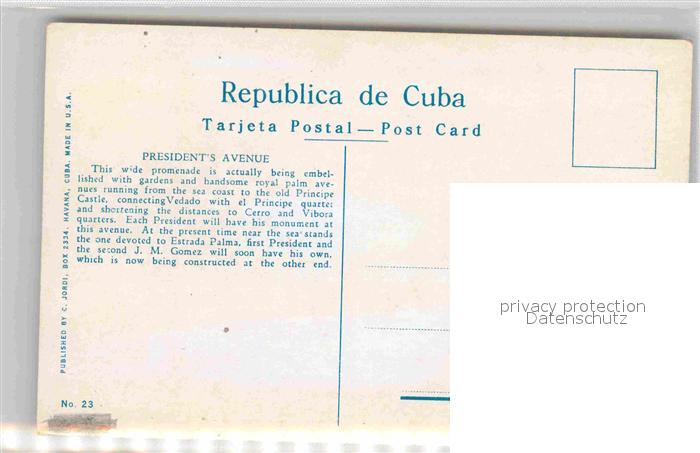 Republica de Cuba
Tarjeta Postal — Post Card
PRESIDENT'S AVENUE
This wide promenade is actually being embel-
lished with gardens and handsome royal palm ave-
nues running from the sea coast to the old Principe
Castle, connecting Vedado with el Principe quarter
and shortening the distances to Cerro and Vibora
quarters. Each President will have his monument at
this avenue. At the present time near the sea stands
the one devoted to Estrada Palma, first President and
the second J. M. Gomez will soon have his own,
which is now being constructed at the other end.
PUBLISHED BY C. JORDI, BOX 2334, HAVANA, CUBA. MADE IN U.S.A.
No. 23
privacy protection
Datenschutz